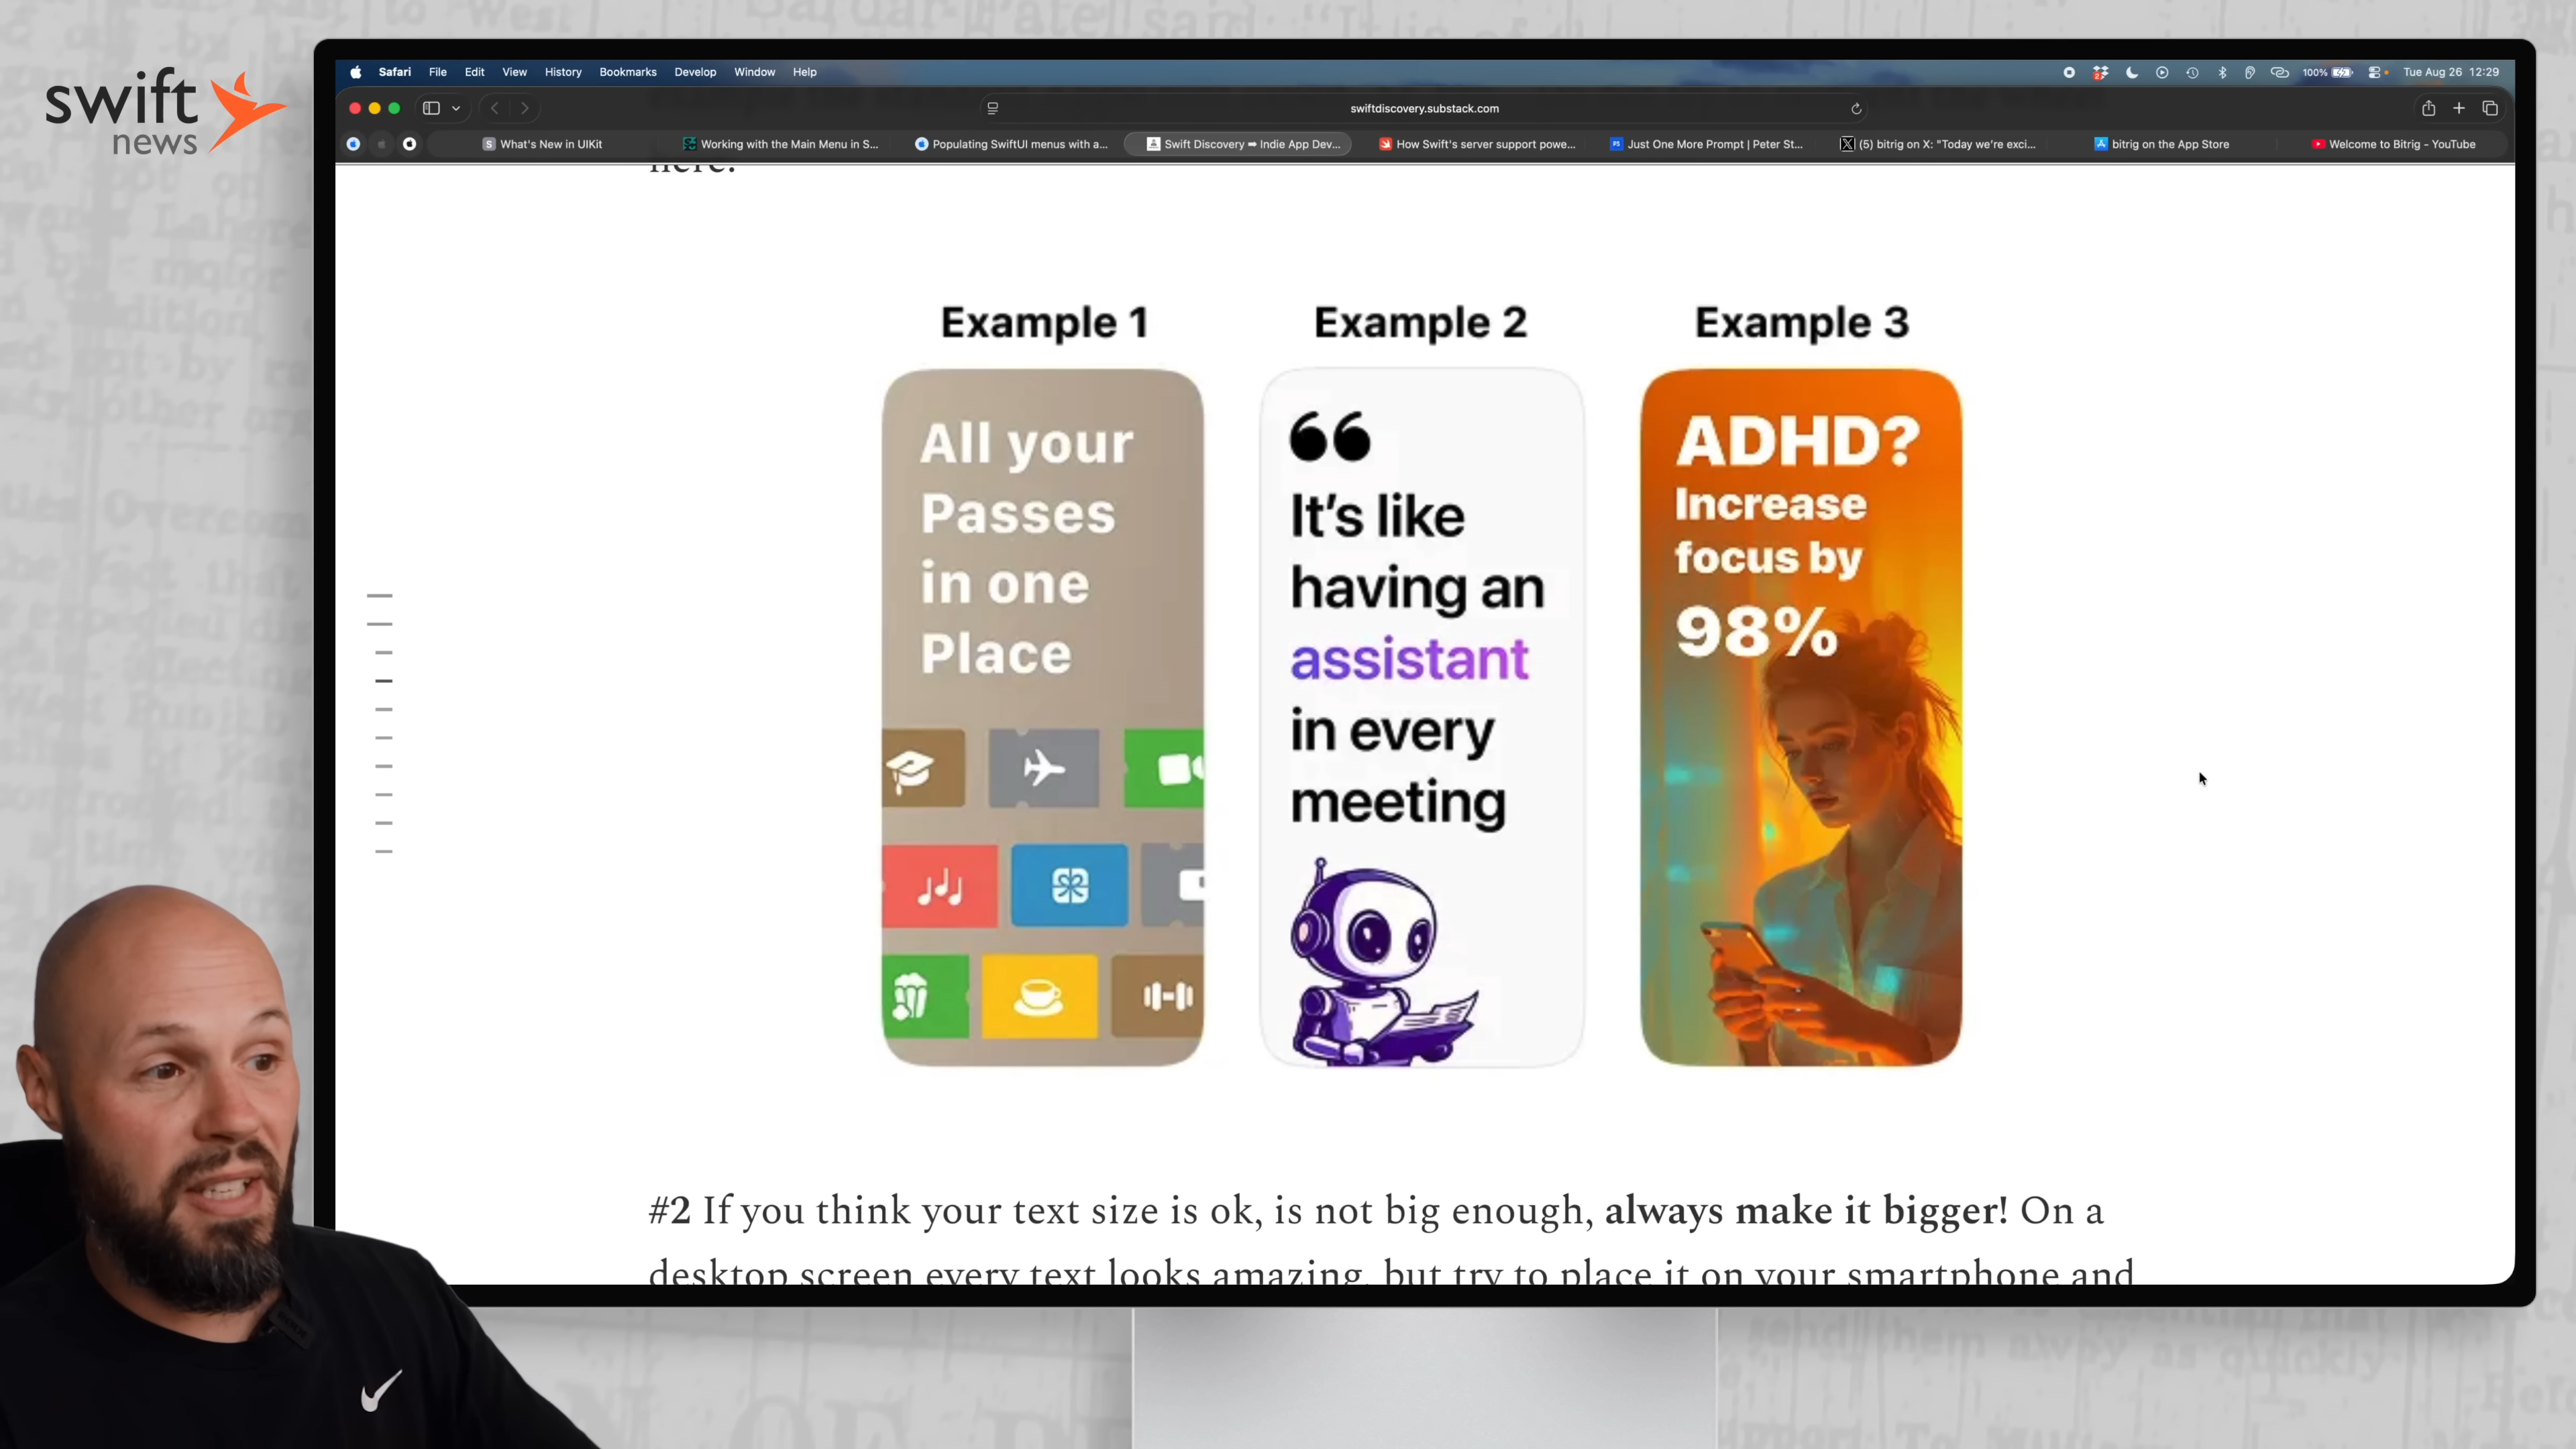 swift
news
Safari File Edit View History Bookmarks Develop Window Help
100% Tue Aug 26 12:29
swiftdiscovery.substack.com
What's New in UIKit
Working with the Main Menu in S...
Populating SwiftUI menus with a...
Swift Discovery ➡ Indie App Dev...
How Swift's server support powe...
Just One More Prompt | Peter St...
(5) bitrig on X: "Today we're exci...
bitrig on the App Store
Welcome to Bitrig - YouTube
here.
Example 1
Example 2
Example 3
All your
Passes
in one
Place
“
It's like
having an
assistant
in every
meeting
ADHD?
Increase
focus by
98%
#2 If you think your text size is ok, is not big enough, always make it bigger! On a
desktop screen every text looks amazing, but try to place it on your smartphone and